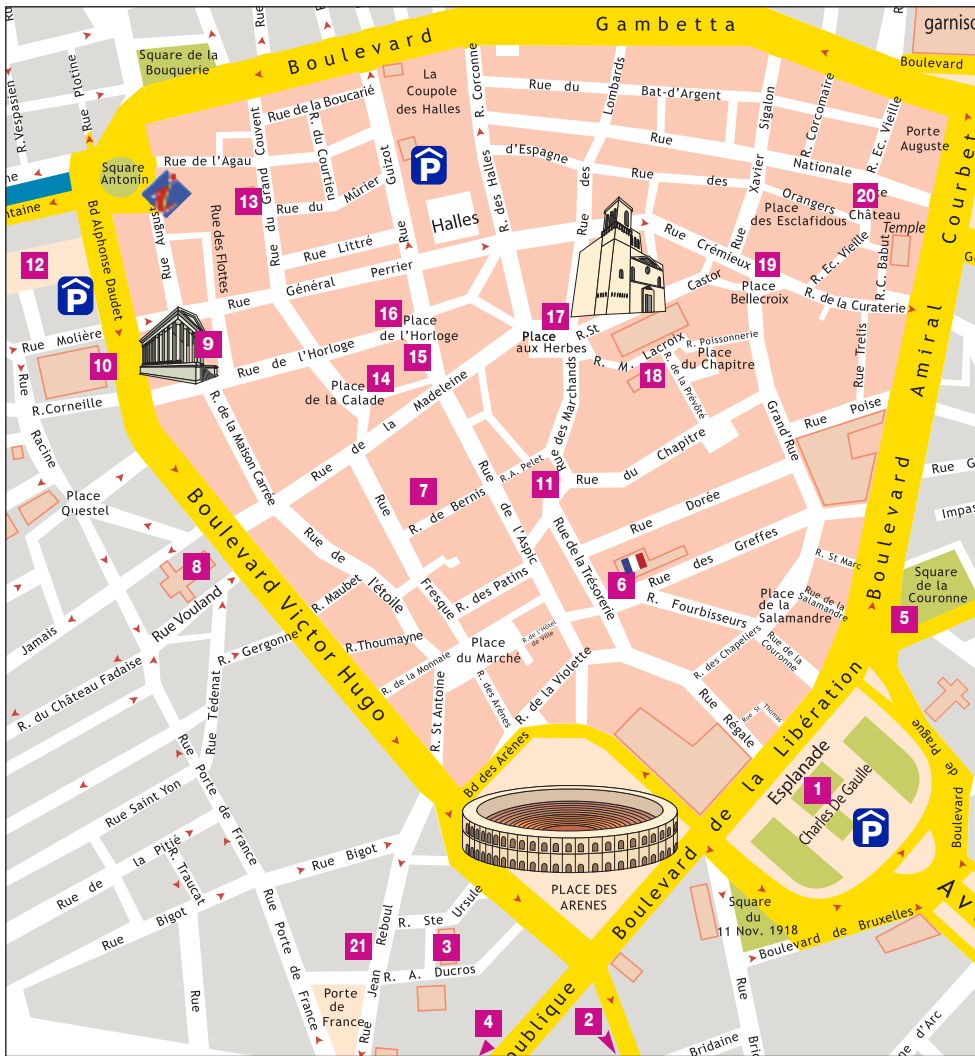 Boulevard
Gambetta
garniso
Boulevard
Square de la
Bouquerie
La
Coupole
des Halles
R. Corconne
Lombards
Rue du
Bat-d'Argent
Sigalon
R. Corcomaire
R. Ec. Vieille
Porte
Auguste
Courbet
R. Vespasien
Rue Plotine
Rue de la Boucarié
Couvent
R. du Courtieu
Guizot
Rue
Nationale
d'Espagne
Rue
des
Orangers
Xavier
Square
Antonin
i
Rue de l'Agau
13
Rue du
Mûrier
P
Halles
R. des Halles
des
Rue
20
Château
Place
des Esclafidous
Temple
ntaine
Bd Alphonse Daudet
Auguste
Rue
Rue des Flottes
Rue du Grand
Rue Littré
Rue
Rue
Général
Perrier
Rue
Crémieux
Rue
19
R. Ec. Vieille
R.C. Babut
12
P
Castor
Place
Bellecroix
R. de la Curaterie
Rue Molière
9
16
Place
de l'Horloge
15
17
Place
aux Herbes
R.St
Lacroix
R. Poissonnerie
Place
du Chapitre
Rue Trelis
Amiral
10
Rue
de l'Horloge
14
Place
de la Calade
R. M.
18
R. de la Prévôté
R.Corneille
Rue
Racine
R. de la Maison Carrée
Rue de la
Madeleine
Rue des Marchands
Grand'Rue
Rue
Poise
Place
Questel
Boulevard Victor Hugo
7
Rue
R. de Bernis
R.A. Pelet
Rue
de
l'Aspic
11
Rue
du
Chapitre
Rue
Dorée
Boulevard
Rue G
Impas
8
Rue de
l'étoile
Fresque
Rue de la Trésorerie
6
Rue
des
Greffes
R. St Marc
Square
de la
Couronne
5
Jamais
Rue Vouland
R. Maubet
R. des Patins
R. Fourbisseurs
Place
de la
Salamandre
Rue de la
Salamandre
R. Gergonne
R.Thoumayne
Place
du Marché
R. de l'Hôtel
de Ville
R. des Chapeliers
Rue de la
Couronne
R. du Château Fadaise
R. de la Monnaie
R. des Arènes
R. de la Violette
Rue Régale
Rue St Thomas
Rue Tédenat
R. St Antoine
Bd des Arènes
Boulevard de la Libération
Esplanade
1
Charles De Gaulle
P
de Prague
Boulevard
Rue Porte de France
Rue Saint Yon
Rue de la Pitié
R. Traucat
Rue Bigot
Rue
Bigot
PLACE DES
ARENES
Square
du
11 Nov. 1918
Boulevard de Bruxelles
Av
Rue Porte de France
21
Rue Jean Reboul
R. Ste Ursule
3
R. A. Ducros
Porte
de
France
Rue
4
2
publique
Rue
Bridaine
ne d'Arc